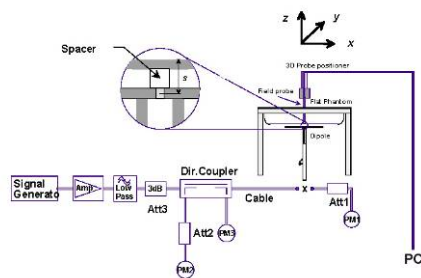 z
y
x
Spacer
s
3D Probe positioner
Field probe
Flat Phantom
Dipole
Dir.Coupler
Signal
Generato
Amp
Low
Pass
3dB
Att3
Cable
x
Att1
PM1
Att2
PM3
PM2
PC